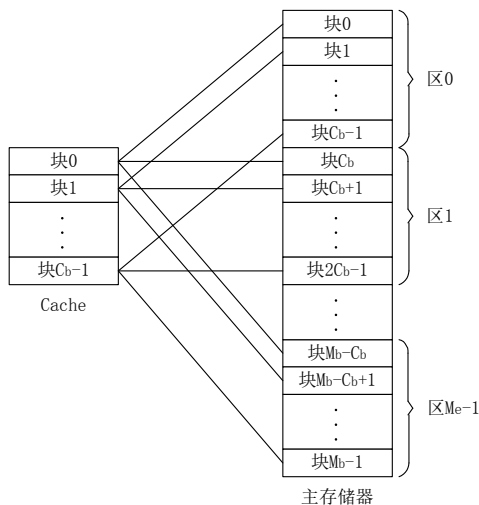 块0
块1
块Cb-1
Cache
块0
块1
块Cb-1
块Cb
块Cb+1
块2Cb-1
块Mb-Cb
块Mb-Cb+1
块Mb-1
主存储器
区0
区1
区Me-1